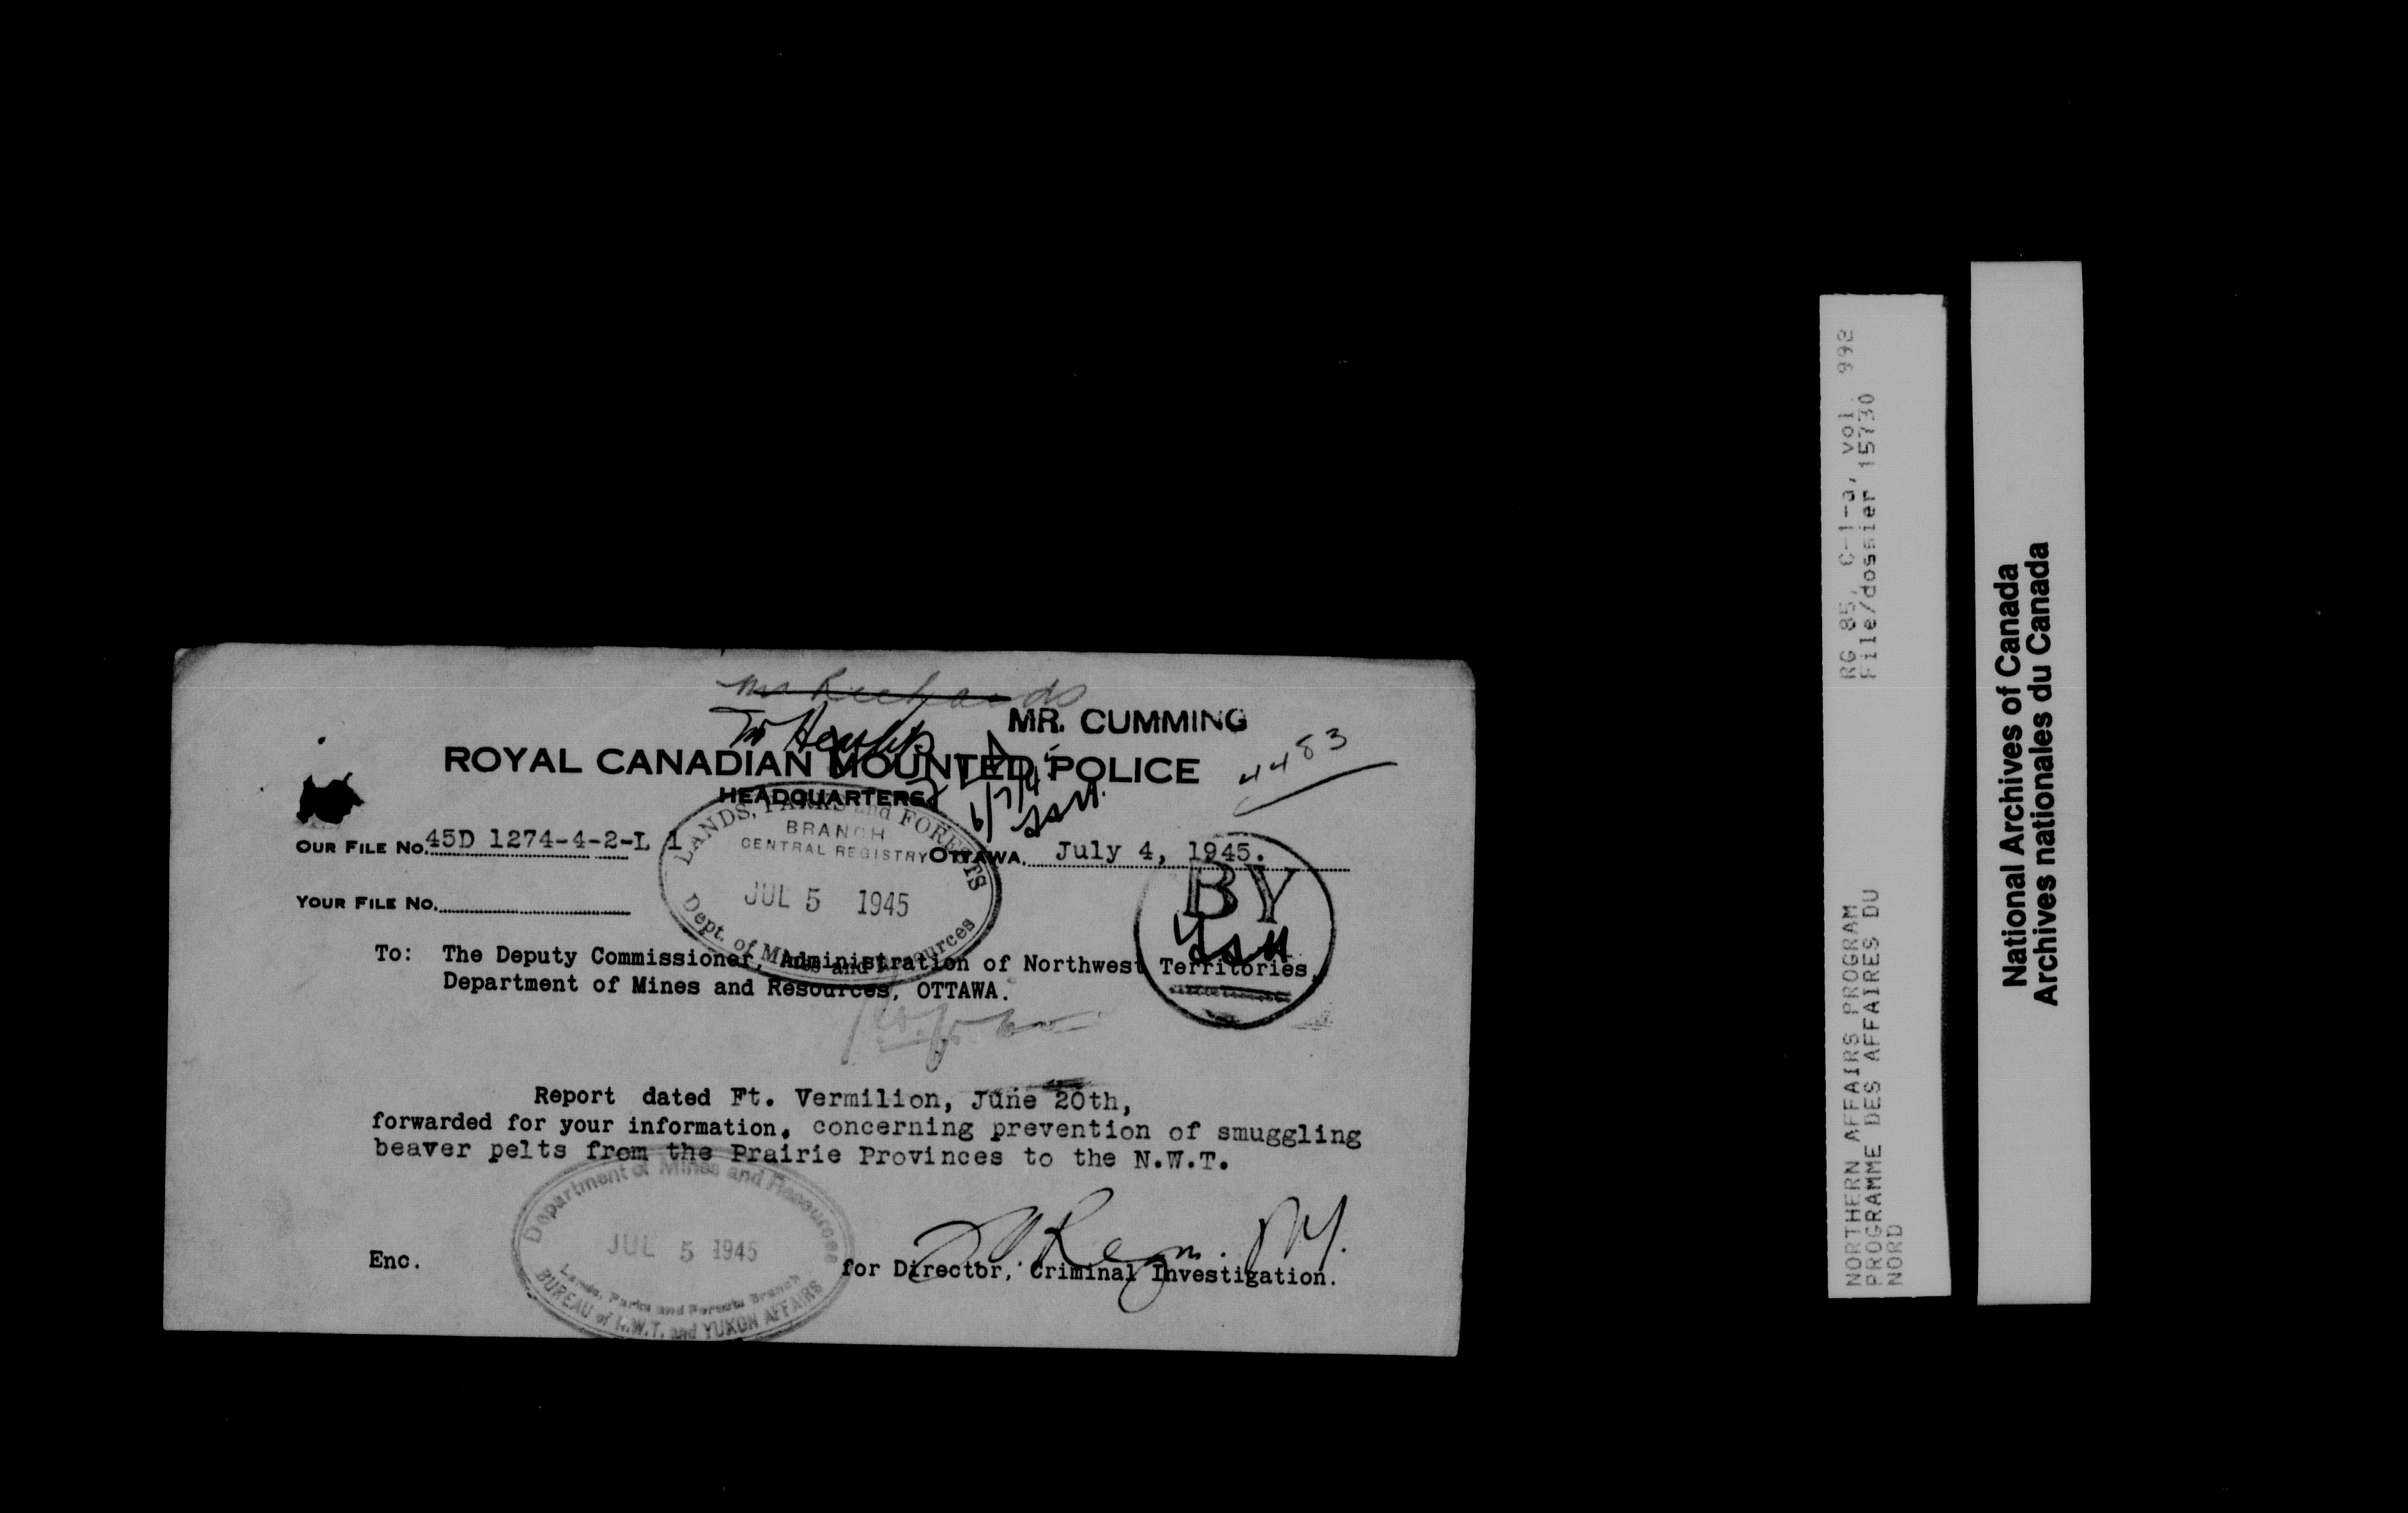 Mr Richards
MR. CUMMING
4483
ROYAL CANADIAN MOUNTED POLICE
HEADQUARTERS
6/7/45
LANDS, PARKS and FORESTS
BRANCH
CENTRAL REGISTRY
JUL 5 1945
Dept. of Mines and Resources
OUR FILE No. 45D 1274-4-2-L 1
OTTAWA, July 4, 1945.
YOUR FILE No.
BY
To: The Deputy Commissioner, Administration of Northwest Territories,
Department of Mines and Resources, OTTAWA.
Report dated Ft. Vermilion, June 20th,
forwarded for your information, concerning prevention of smuggling
beaver pelts from the Prairie Provinces to the N.W.T.
Department of Mines and Resources
JUL 5 1945
Lands, Parks and Forests Branch
BUREAU of N.W.T. and YUKON AFFAIRS
Enc.
for Director, Criminal Investigation.
RG 85, C-1-a, vol. 992
File/dossier 15730
NORTHERN AFFAIRS PROGRAM
PROGRAMME DES AFFAIRES DU
NORD
National Archives of Canada
Archives nationales du Canada